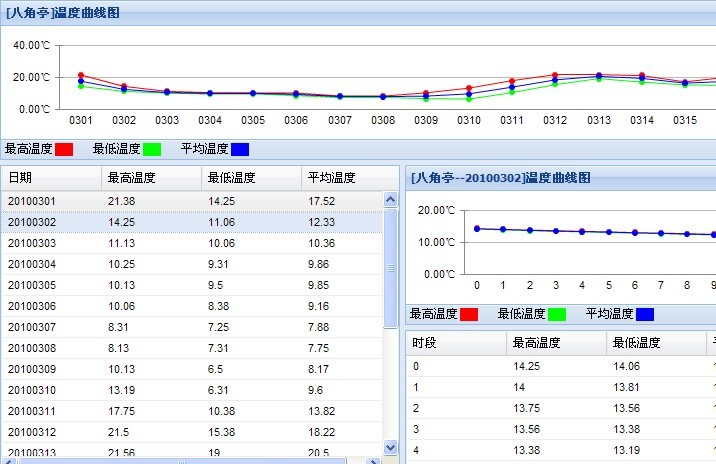 [八角亭]温度曲线图
40.00℃
20.00℃
0.00℃
0301 0302 0303 0304 0305 0306 0307 0308 0309 0310 0311 0312 0313 0314 0315
最高温度 最低温度 平均温度
日期 最高温度 最低温度 平均温度
20100301 21.38 14.25 17.52
20100302 14.25 11.06 12.33
20100303 11.13 10.06 10.36
20100304 10.25 9.31 9.86
20100305 10.13 9.5 9.85
20100306 10.06 8.38 9.16
20100307 8.31 7.25 7.88
20100308 8.13 7.31 7.75
20100309 10.13 6.5 8.17
20100310 13.19 6.31 9.6
20100311 17.75 10.38 13.82
20100312 21.5 15.38 18.22
20100313 21.56 19 20.5
[八角亭--20100302]温度曲线图
20.00℃
10.00℃
0.00℃
0 1 2 3 4 5 6 7 8 9
最高温度 最低温度 平均温度
时段 最高温度 最低温度
0 14.25 14.06
1 14 13.81
2 13.75 13.56
3 13.56 13.38
4 13.38 13.19